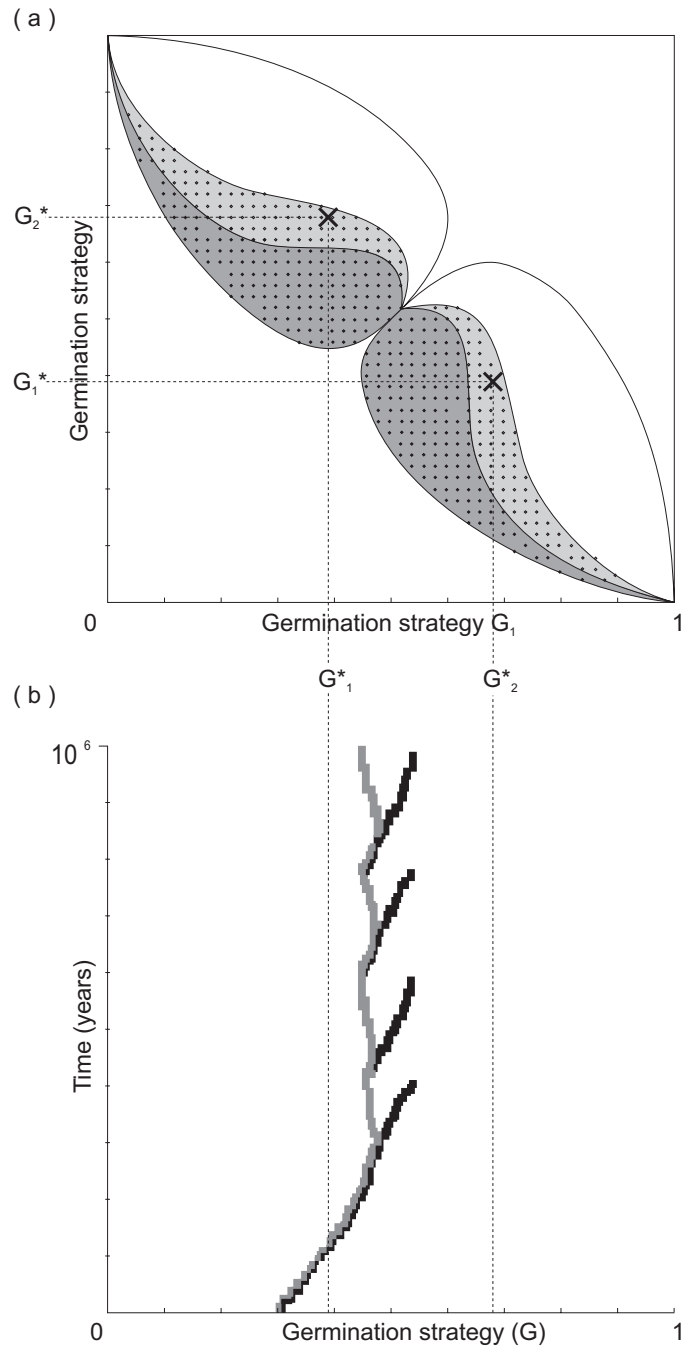 ( a )
G₂*
Germination strategy
G₁*
0
Germination strategy G₁
1
G*₁
G*₂
( b )
10⁶
Time (years)
0
Germination strategy (G)
1